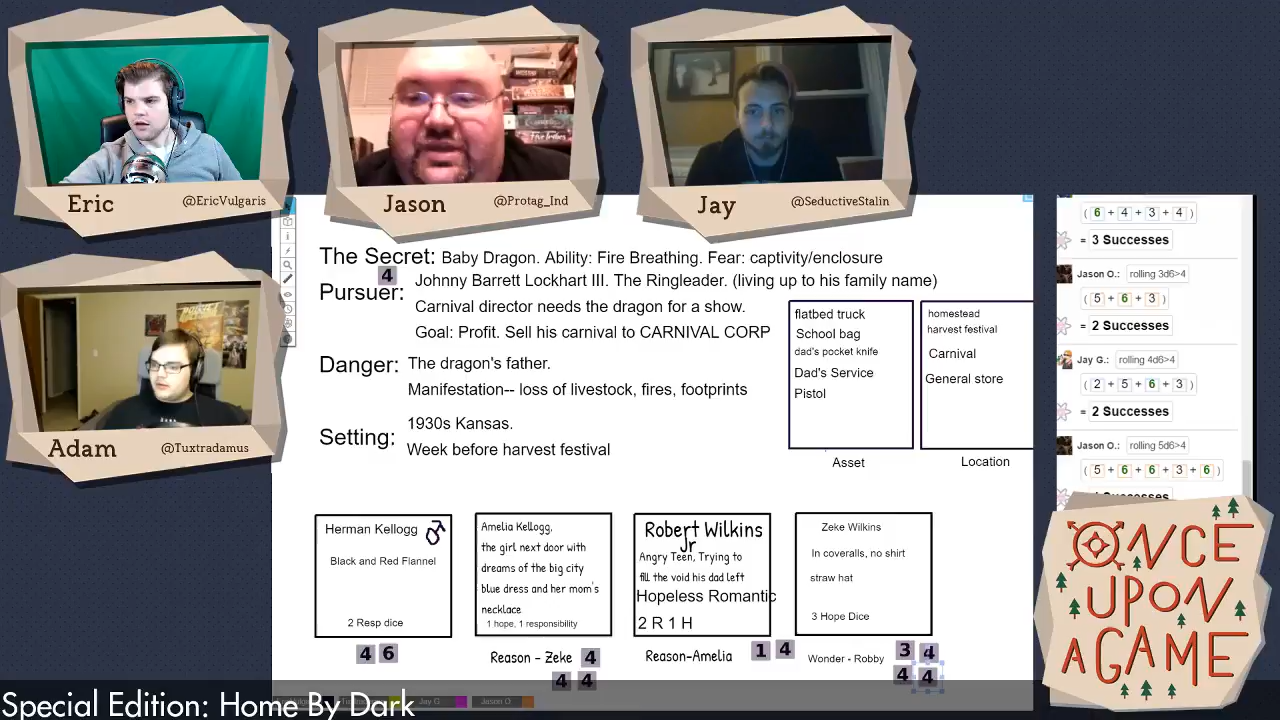 Eric
@EricVulgaris
Jason
@Protag_Ind
Jay
@SeductiveStalin
Adam
@Tuxtradamus
The Secret: Baby Dragon. Ability: Fire Breathing. Fear: captivity/enclosure
4
Pursuer: Johnny Barrett Lockhart III. The Ringleader. (living up to his family name)
Carnival director needs the dragon for a show.
Goal: Profit. Sell his carnival to CARNIVAL CORP
Danger: The dragon's father.
Manifestation-- loss of livestock, fires, footprints
Setting: 1930s Kansas.
Week before harvest festival
flatbed truck
School bag
dad's pocket knife
Dad's Service
Pistol
Asset
homestead
harvest festival
Carnival
General store
Location
Herman Kellogg
Black and Red Flannel
2 Resp dice
4 6
Amelia Kellogg,
the girl next door with
dreams of the big city
blue dress and her mom's
necklace
1 hope, 1 responsibility
Reason - Zeke 4
4 4
Robert Wilkins
Jr
Angry Teen, Trying to
fill the void his dad left
Hopeless Romantic
2 R 1 H
Reason-Amelia 1 4
Zeke Wilkins
In coveralls, no shirt
straw hat
3 Hope Dice
Wonder - Robby 3 4
4 4
( 6 + 4 + 3 + 4 )
= 3 Successes
Jason O.: rolling 3d6>4
( 5 + 6 + 3 )
= 2 Successes
Jay G.: rolling 4d6>4
( 2 + 5 + 6 + 3 )
= 2 Successes
Jason O.: rolling 5d6>4
( 5 + 6 + 6 + 3 + 6 )
Successes
ONCE
UPON
A GAME
Jay G
Jason O
Special Edition: Home By Dark